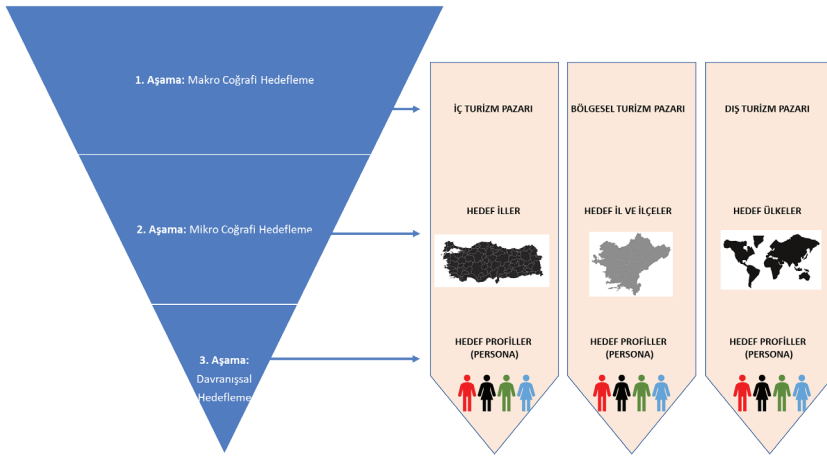 1. Aşama: Makro Coğrafi Hedefleme
İÇ TURİZM PAZARI
BÖLGESEL TURİZM PAZARI
DIŞ TURİZM PAZARI
2. Aşama: Mikro Coğrafi Hedefleme
HEDEF İLLER
HEDEF İL VE İLÇELER
HEDEF ÜLKELER
3. Aşama:
Davranışsal
Hedefleme
HEDEF PROFİLLER
(PERSONA)
HEDEF PROFİLLER
(PERSONA)
HEDEF PROFİLLER
(PERSONA)